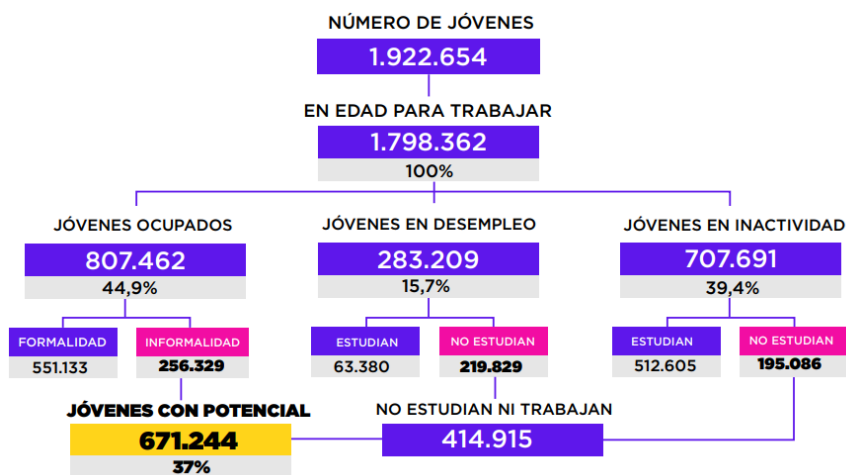 NÚMERO DE JÓVENES
1.922.654
EN EDAD PARA TRABAJAR
1.798.362
100%
JÓVENES OCUPADOS
807.462
44,9%
JÓVENES EN DESEMPLEO
283.209
15,7%
JÓVENES EN INACTIVIDAD
707.691
39,4%
FORMALIDAD
551.133
INFORMALIDAD
256.329
ESTUDIAN
63.380
NO ESTUDIAN
219.829
ESTUDIAN
512.605
NO ESTUDIAN
195.086
JÓVENES CON POTENCIAL
671.244
37%
NO ESTUDIAN NI TRABAJAN
414.915